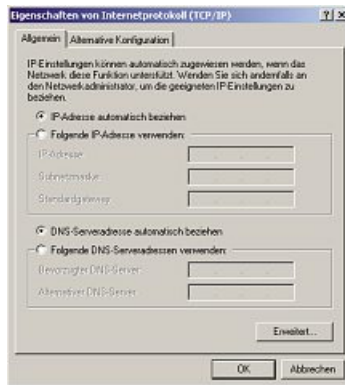 Eigenschaften von Internetprotokoll (TCP/IP)
Allgemein
Alternative Konfiguration
IP-Einstellungen können automatisch zugewiesen werden, wenn das
Netzwerk diese Funktion unterstützt. Wenden Sie sich andernfalls an
den Netzwerkadministrator, um die geeigneten IP-Einstellungen zu
beziehen.
IP-Adresse automatisch beziehen
Folgende IP-Adresse verwenden:
IP-Adresse:
Subnetzmaske:
Standardgateway:
DNS-Serveradresse automatisch beziehen
Folgende DNS-Serveradressen verwenden:
Bevorzugter DNS-Server:
Alternativer DNS-Server:
Erweitert...
OK
Abbrechen